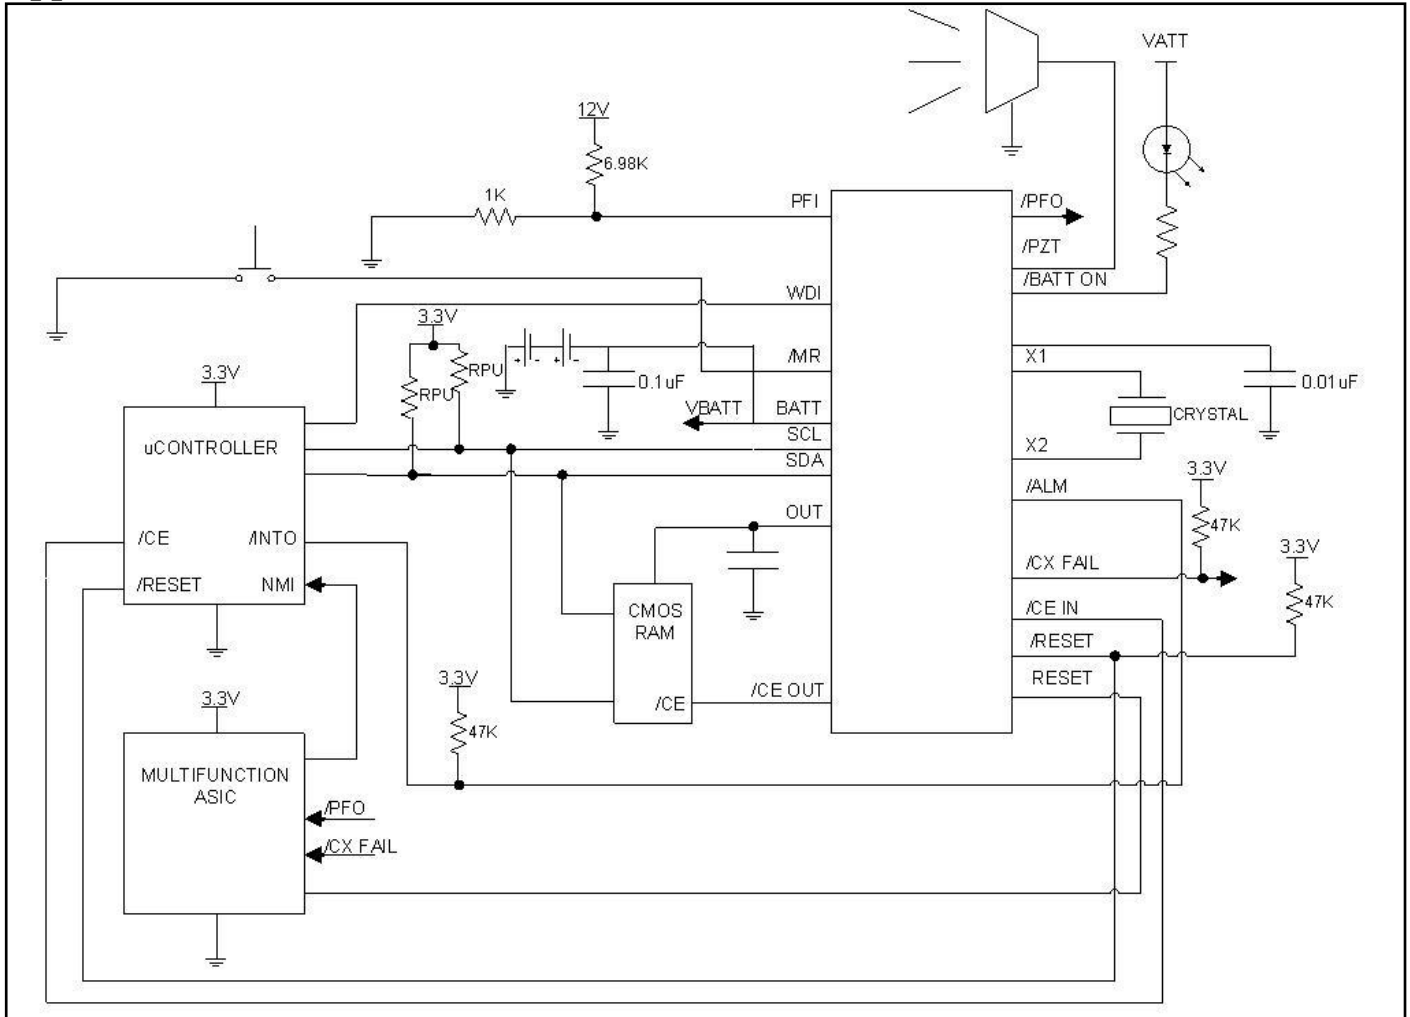 VATT
12V
6.98K
1K
PFI
/PFO
/PZT
/BATT ON
WDI
3.3V
/MR
X1
RPU
RPU
0.1uF
0.01uF
3.3V
VBATT
BATT
CRYSTAL
SCL
uCONTROLLER
X2
SDA
3.3V
/ALM
OUT
47K
/CE
/INTO
3.3V
/CX FAIL
/RESET
NMI
CMOS
RAM
47K
/CE IN
/RESET
3.3V
RESET
3.3V
/CE OUT
/CE
47K
MULTIFUNCTION
ASIC
/PFO
/CX FAIL